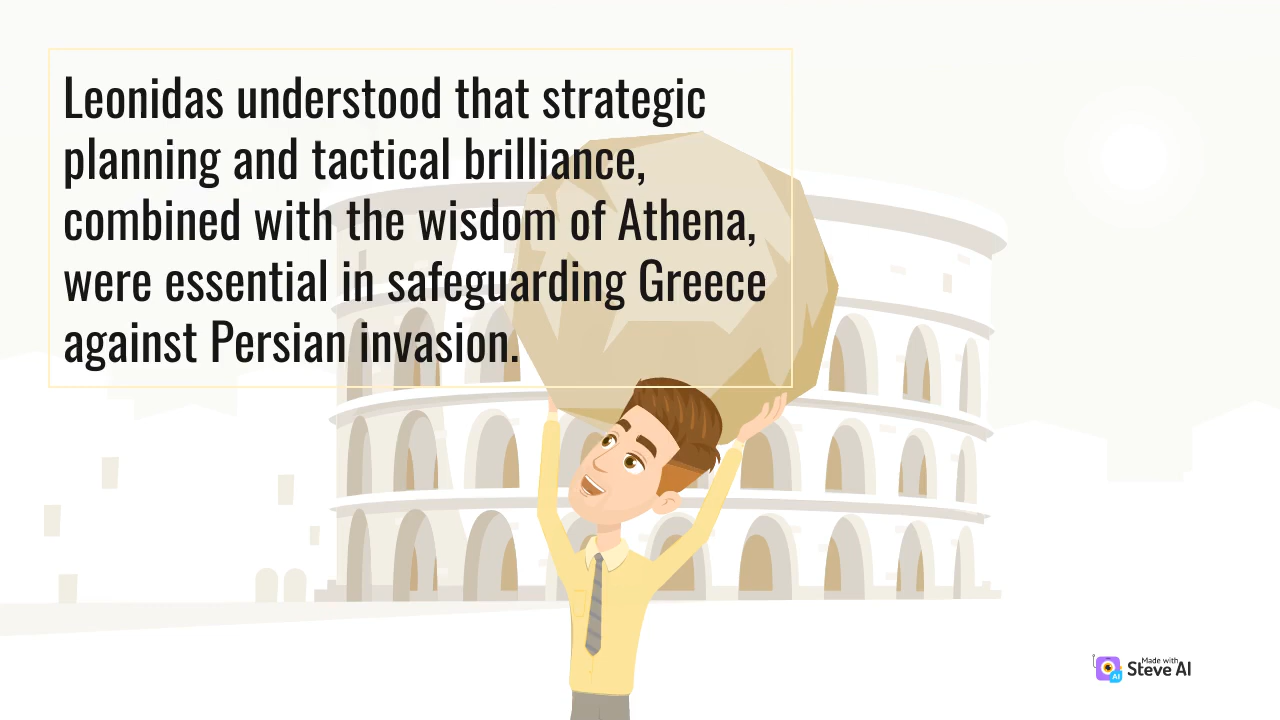 Leonidas understood that strategic
planning and tactical brilliance,
combined with the wisdom of Athena,
were essential in safeguarding Greece
against Persian invasion.
Made with
Steve AI
AI